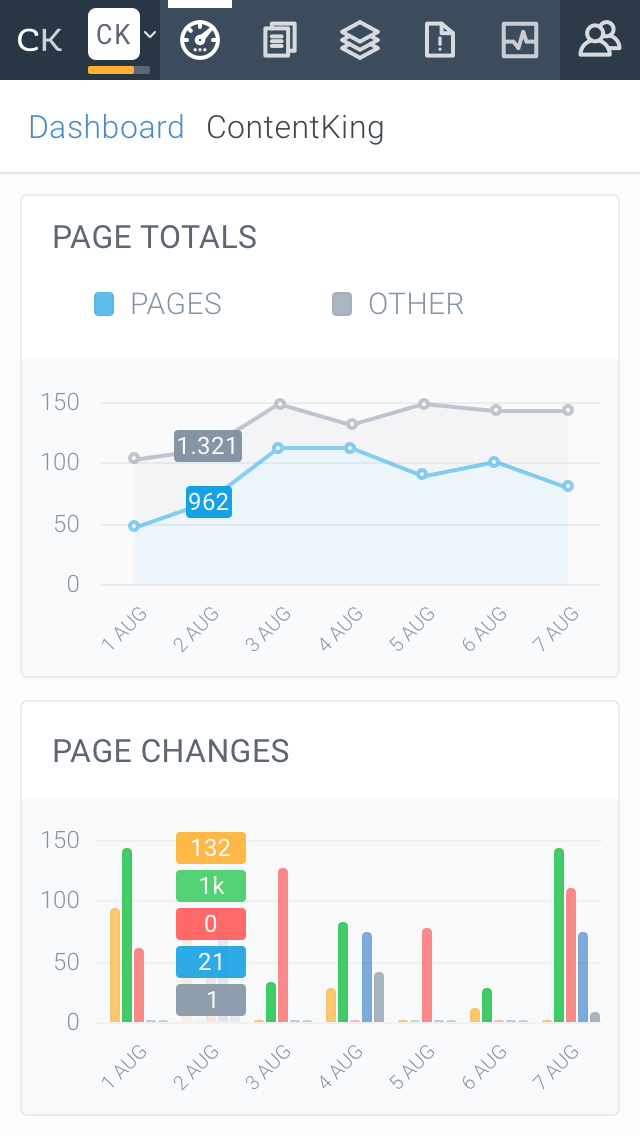 CK CK
Dashboard ContentKing
PAGE TOTALS
PAGES OTHER
150
1.321
100
962
50
0
1 AUG 2 AUG 3 AUG 4 AUG 5 AUG 6 AUG 7 AUG
PAGE CHANGES
150
132
1k
100
0
50
21
1
0
1 AUG 2 AUG 3 AUG 4 AUG 5 AUG 6 AUG 7 AUG